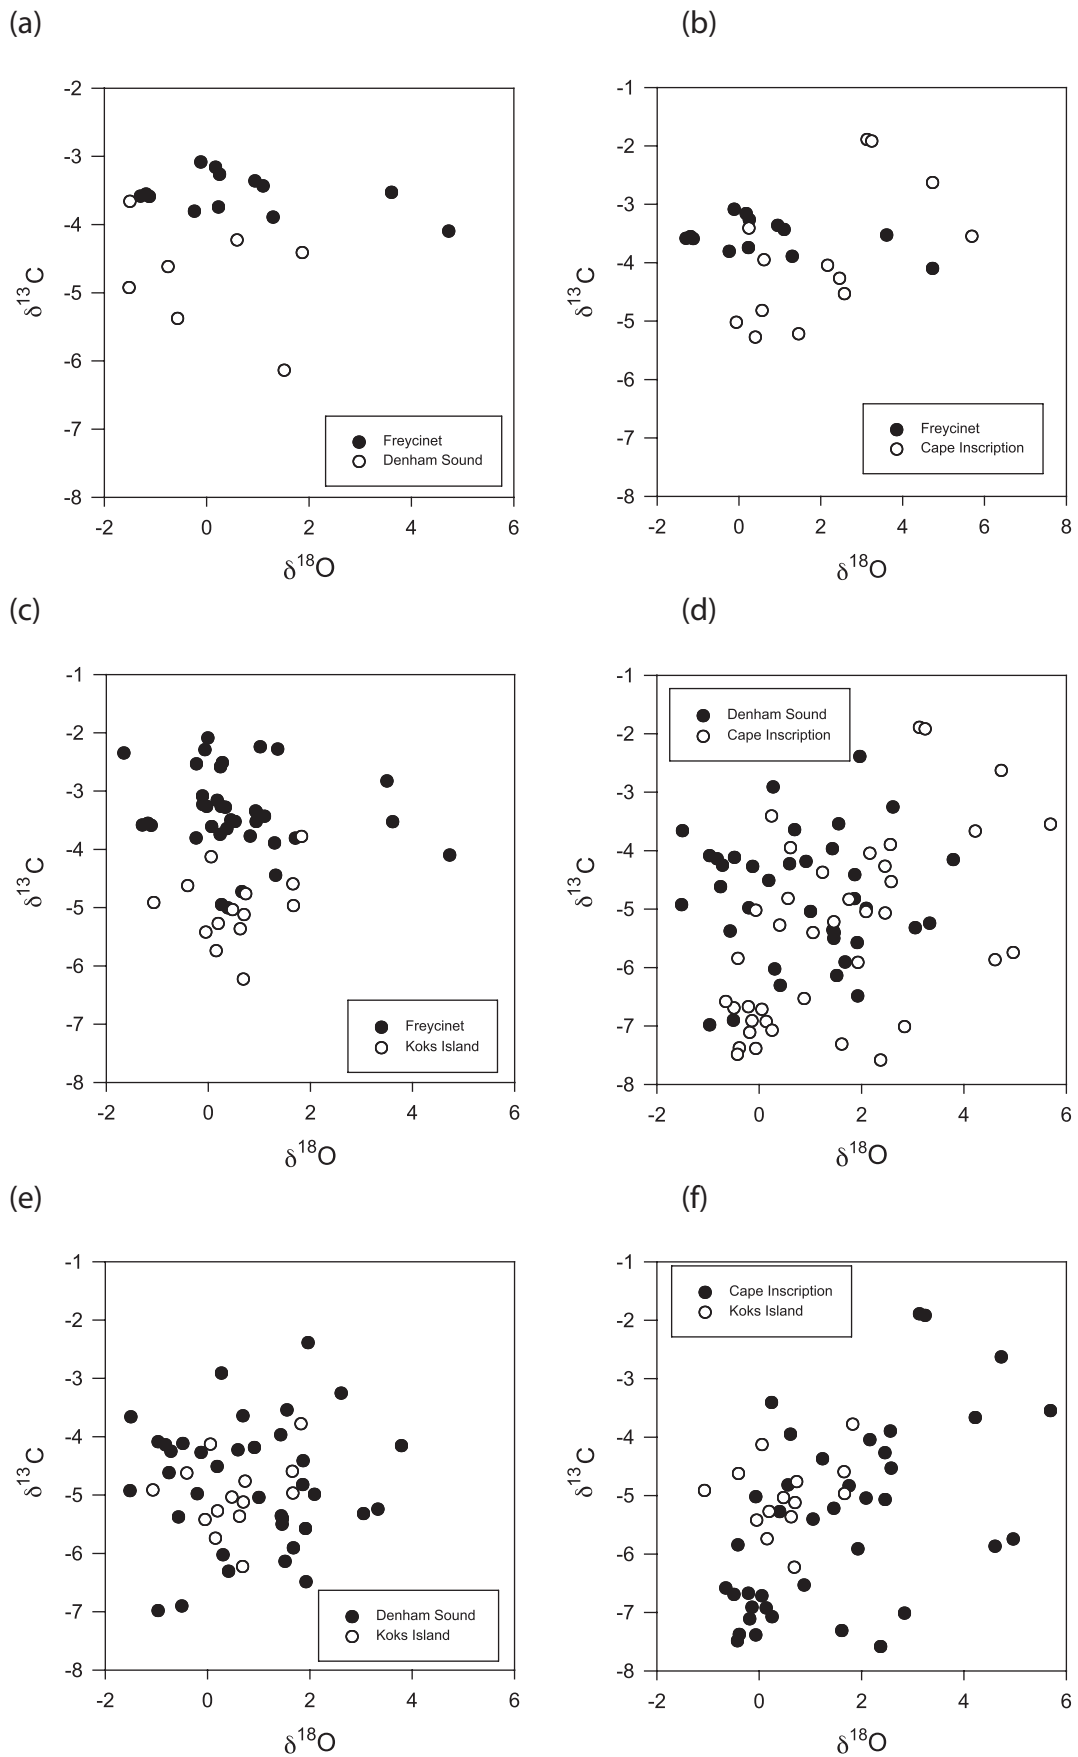 (a)
-2
-3
-4
-5
-6
-7
-8
δ¹³C
Freycinet
Denham Sound
-2 0 2 4 6
δ¹⁸O
(b)
-1
-2
-3
-4
-5
-6
-7
-8
δ¹³C
Freycinet
Cape Inscription
-2 0 2 4 6 8
δ¹⁸O
(c)
-1
-2
-3
-4
-5
-6
-7
-8
δ¹³C
Freycinet
Koks Island
-2 0 2 4 6
δ¹⁸O
(d)
-1
-2
-3
-4
-5
-6
-7
-8
δ¹³C
Denham Sound
Cape Inscription
-2 0 2 4 6
δ¹⁸O
(e)
-1
-2
-3
-4
-5
-6
-7
-8
δ¹³C
Denham Sound
Koks Island
-2 0 2 4 6
δ¹⁸O
(f)
-1
-2
-3
-4
-5
-6
-7
-8
δ¹³C
Cape Inscription
Koks Island
-2 0 2 4 6
δ¹⁸O